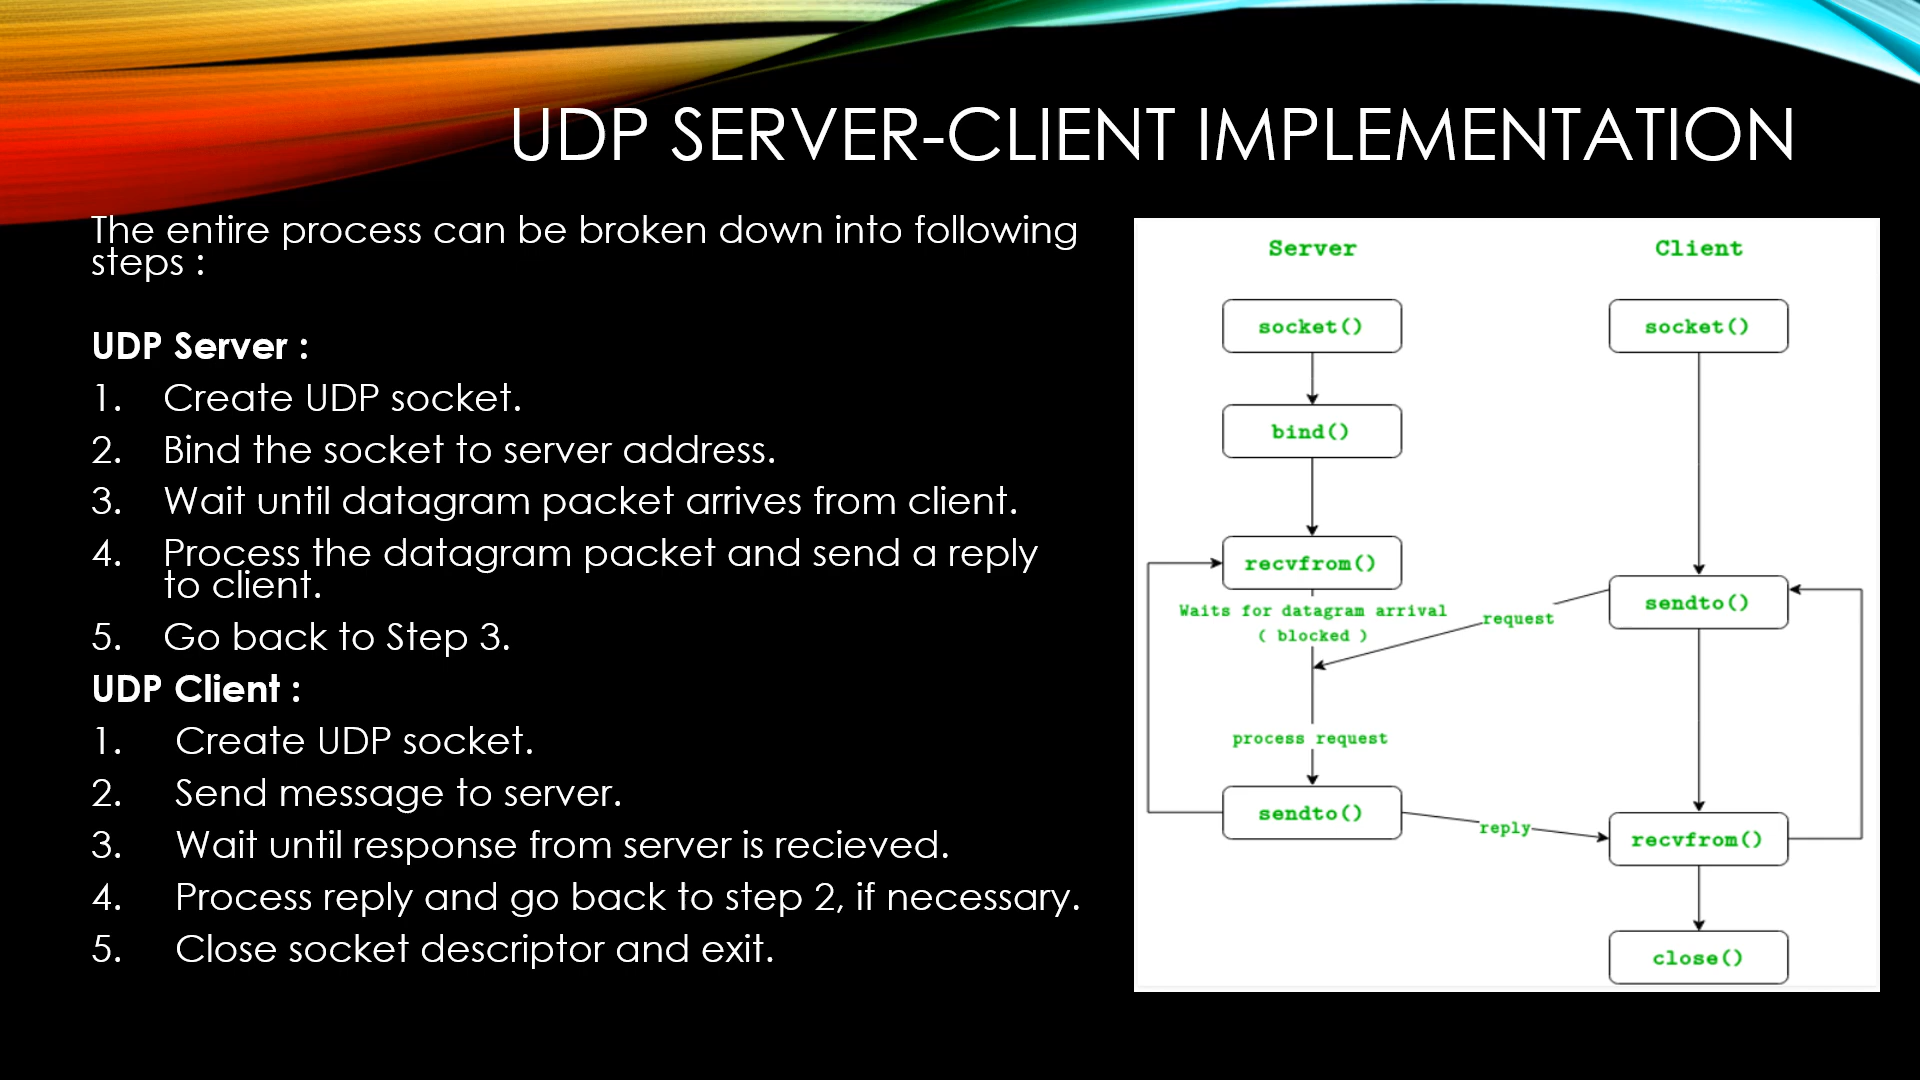 UDP SERVER-CLIENT IMPLEMENTATION
The entire process can be broken down into following
steps :
UDP Server :
1. Create UDP socket.
2. Bind the socket to server address.
3. Wait until datagram packet arrives from client.
4. Process the datagram packet and send a reply
to client.
5. Go back to Step 3.
UDP Client :
1. Create UDP socket.
2. Send message to server.
3. Wait until response from server is recieved.
4. Process reply and go back to step 2, if necessary.
5. Close socket descriptor and exit.
Server
Client
socket()
socket()
bind()
recvfrom()
sendto()
Waits for datagram arrival
( blocked )
request
process request
sendto()
reply
recvfrom()
close()